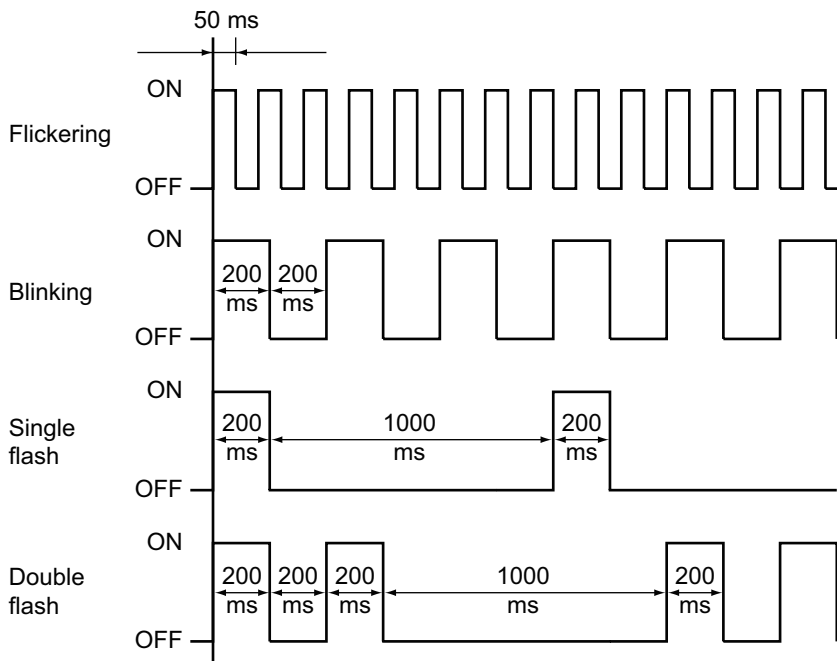 50 ms
ON
Flickering
OFF
ON
Blinking
200 200
ms ms
OFF
ON
Single
flash
200 1000 200
ms ms ms
OFF
ON
Double
flash
200 200 200 1000 200
ms ms ms ms ms
OFF